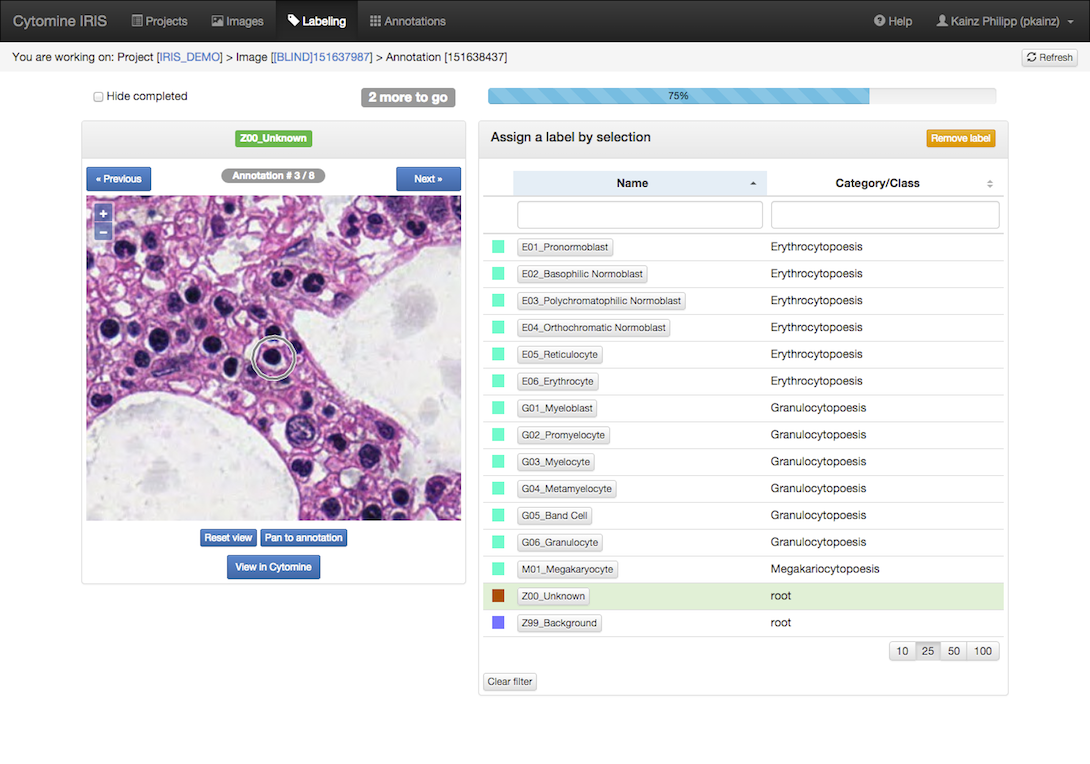 Cytomine IRIS Projects Images Labeling Annotations Help Kainz Philipp (pkainz)
You are working on: Project [IRIS_DEMO] > Image [[BLIND]151637987] > Annotation [151638437] Refresh
Hide completed 2 more to go 75%
Z00_Unknown
« Previous Annotation # 3 / 8 Next »
+
−
Reset view Pan to annotation
View in Cytomine
Assign a label by selection Remove label
Name Category/Class
E01_Pronormoblast Erythrocytopoesis
E02_Basophilic Normoblast Erythrocytopoesis
E03_Polychromatophilic Normoblast Erythrocytopoesis
E04_Orthochromatic Normoblast Erythrocytopoesis
E05_Reticulocyte Erythrocytopoesis
E06_Erythrocyte Erythrocytopoesis
G01_Myeloblast Granulocytopoesis
G02_Promyelocyte Granulocytopoesis
G03_Myelocyte Granulocytopoesis
G04_Metamyelocyte Granulocytopoesis
G05_Band Cell Granulocytopoesis
G06_Granulocyte Granulocytopoesis
M01_Megakaryocyte Megakariocytopoesis
Z00_Unknown root
Z99_Background root
10 25 50 100
Clear filter